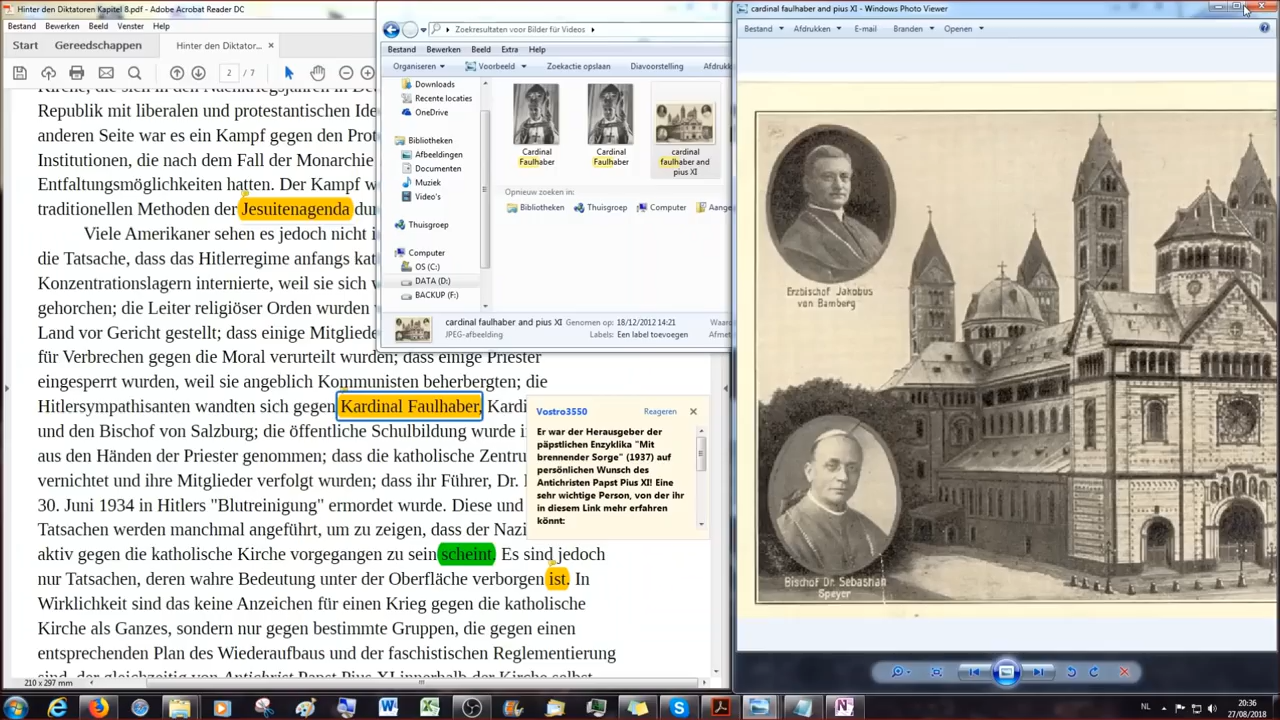 Hinter den Diktatoren Kapitel 8.pdf - Adobe Acrobat Reader DC
Bestand Bewerken Beeld Venster Help
Start Gereedschappen Hinter den Diktator... ×
2 / 7
Republik mit liberalen und protestantischen Ide
anderen Seite war es ein Kampf gegen den Prot
Institutionen, die nach dem Fall der Monarchie
Entfaltungsmöglichkeiten hatten. Der Kampf w
traditionellen Methoden der Jesuitenagenda du
Viele Amerikaner sehen es jedoch nicht i
die Tatsache, dass das Hitlerregime anfangs kat
Konzentrationslagern internierte, weil sie sich w
gehorchen; die Leiter religiöser Orden wurden
Land vor Gericht gestellt; dass einige Mitgliede
für Verbrechen gegen die Moral verurteilt wurden; dass einige Priester
eingesperrt wurden, weil sie angeblich Kommunisten beherbergten; die
Hitlersympathisanten wandten sich gegen Kardinal Faulhaber, Kardi
und den Bischof von Salzburg; die öffentliche Schulbildung wurde i
aus den Händen der Priester genommen; dass die katholische Zentru
vernichtet und ihre Mitglieder verfolgt wurden; dass ihr Führer, Dr.
30. Juni 1934 in Hitlers "Blutreinigung" ermordet wurde. Diese und
Tatsachen werden manchmal angeführt, um zu zeigen, dass der Nazi
aktiv gegen die katholische Kirche vorgegangen zu sein scheint. Es sind jedoch
nur Tatsachen, deren wahre Bedeutung unter der Oberfläche verborgen ist. In
Wirklichkeit sind das keine Anzeichen für einen Krieg gegen die katholische
Kirche als Ganzes, sondern nur gegen bestimmte Gruppen, die gegen einen
entsprechenden Plan des Wiederaufbaus und der faschistischen Reglementierung
210 x 297 mm
Vostro3550 Reageren ×
Er war der Herausgeber der
päpstlichen Enzyklika "Mit
brennender Sorge" (1937) auf
persönlichen Wunsch des
Antichristen Papst Pius XI! Eine
sehr wichtige Person, von der ihr
in diesem Link mehr erfahren
könnt:
Zoekresultaten voor Bilder für Videos
Bestand Bewerken Beeld Extra Help
Organiseren Voorbeeld Zoekactie opslaan Diavoorstelling Afdrukk
Downloads
Recente locaties
OneDrive
Bibliotheken
Afbeeldingen
Documenten
Muziek
Video's
Thuisgroep
Computer
OS (C:)
DATA (D:)
BACKUP (F:)
Cardinal Faulhaber
Cardinal Faulhaber
cardinal faulhaber and pius XI
Opnieuw zoeken in:
Bibliotheken Thuisgroep Computer Aange
cardinal faulhaber and pius XI Genomen op: 18/12/2012 14:21 Waard
JPEG-afbeelding Labels: Een label toevoegen Afmet
cardinal faulhaber and pius XI - Windows Photo Viewer
Bestand Afdrukken E-mail Branden Openen
Erzbischof Jakobus
von Bamberg
Bischof Dr. Sebastian
Speyer
NL
20:36
27/08/2018